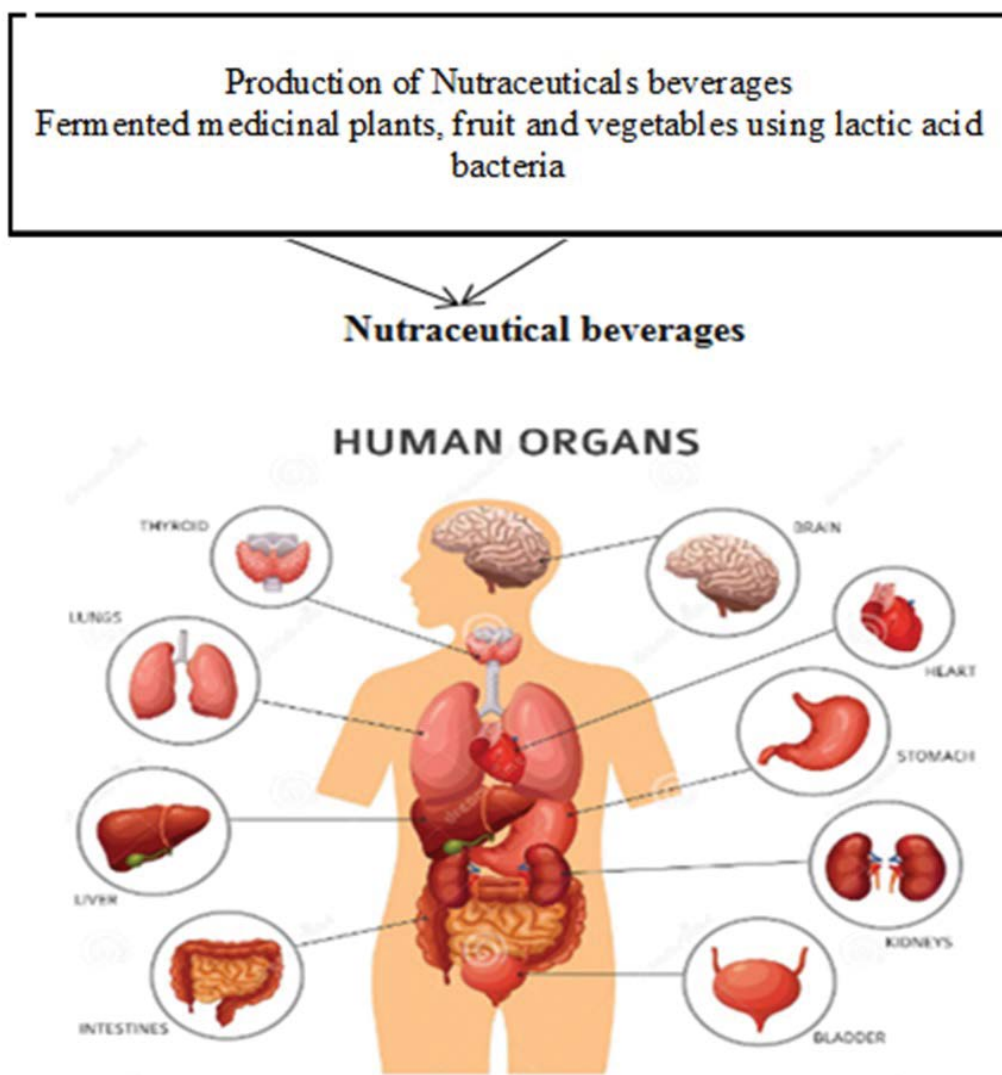 Production of Nutraceuticals beverages
Fermented medicinal plants, fruit and vegetables using lactic acid
bacteria
Nutraceutical beverages
HUMAN ORGANS
THYROID
BRAIN
LUNGS
HEART
STOMACH
LIVER
KIDNEYS
INTESTINES
BLADDER